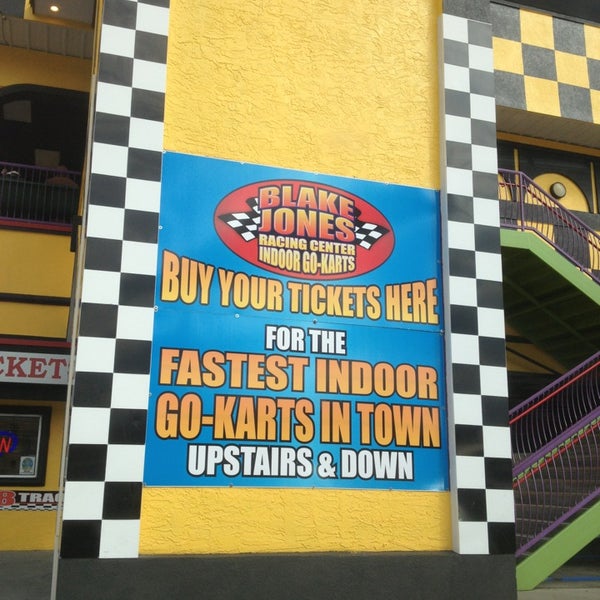 BLAKE
JONES
RACING CENTER
INDOOR GO-KARTS
BUY YOUR TICKETS HERE
FOR THE
FASTEST INDOOR
GO-KARTS IN TOWN
UPSTAIRS & DOWN
CKET